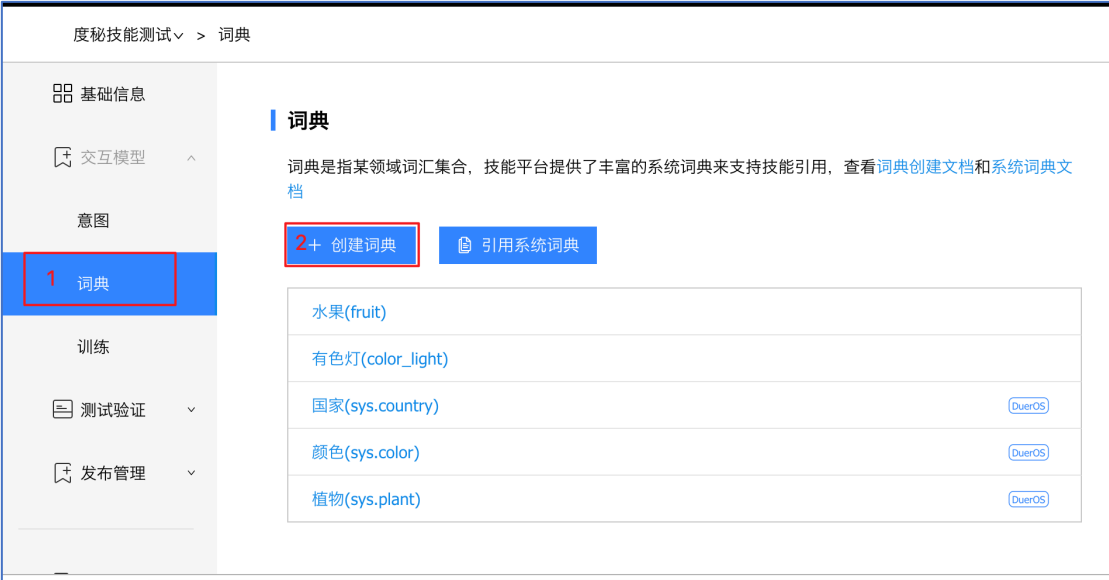 度秘技能测试 > 词典
基础信息
交互模型
意图
1 词典
训练
测试验证
发布管理
词典
词典是指某领域词汇集合，技能平台提供了丰富的系统词典来支持技能引用，查看词典创建文档和系统词典文
档
2+ 创建词典
引用系统词典
水果(fruit)
有色灯(color_light)
国家(sys.country) DuerOS
颜色(sys.color) DuerOS
植物(sys.plant) DuerOS